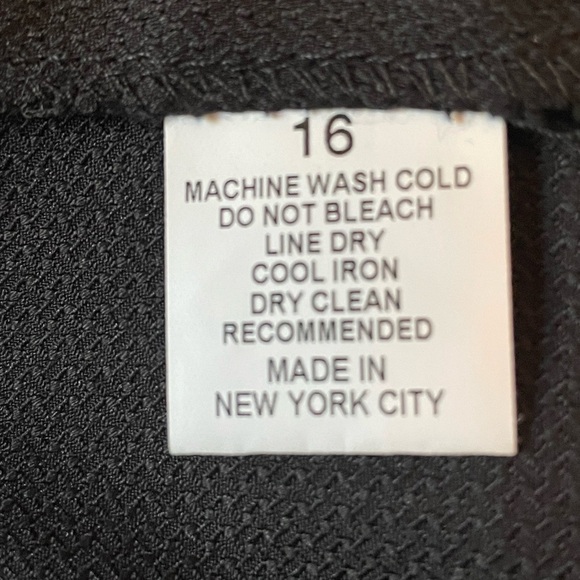 16
MACHINE WASH COLD
DO NOT BLEACH
LINE DRY
COOL IRON
DRY CLEAN
RECOMMENDED
MADE IN
NEW YORK CITY